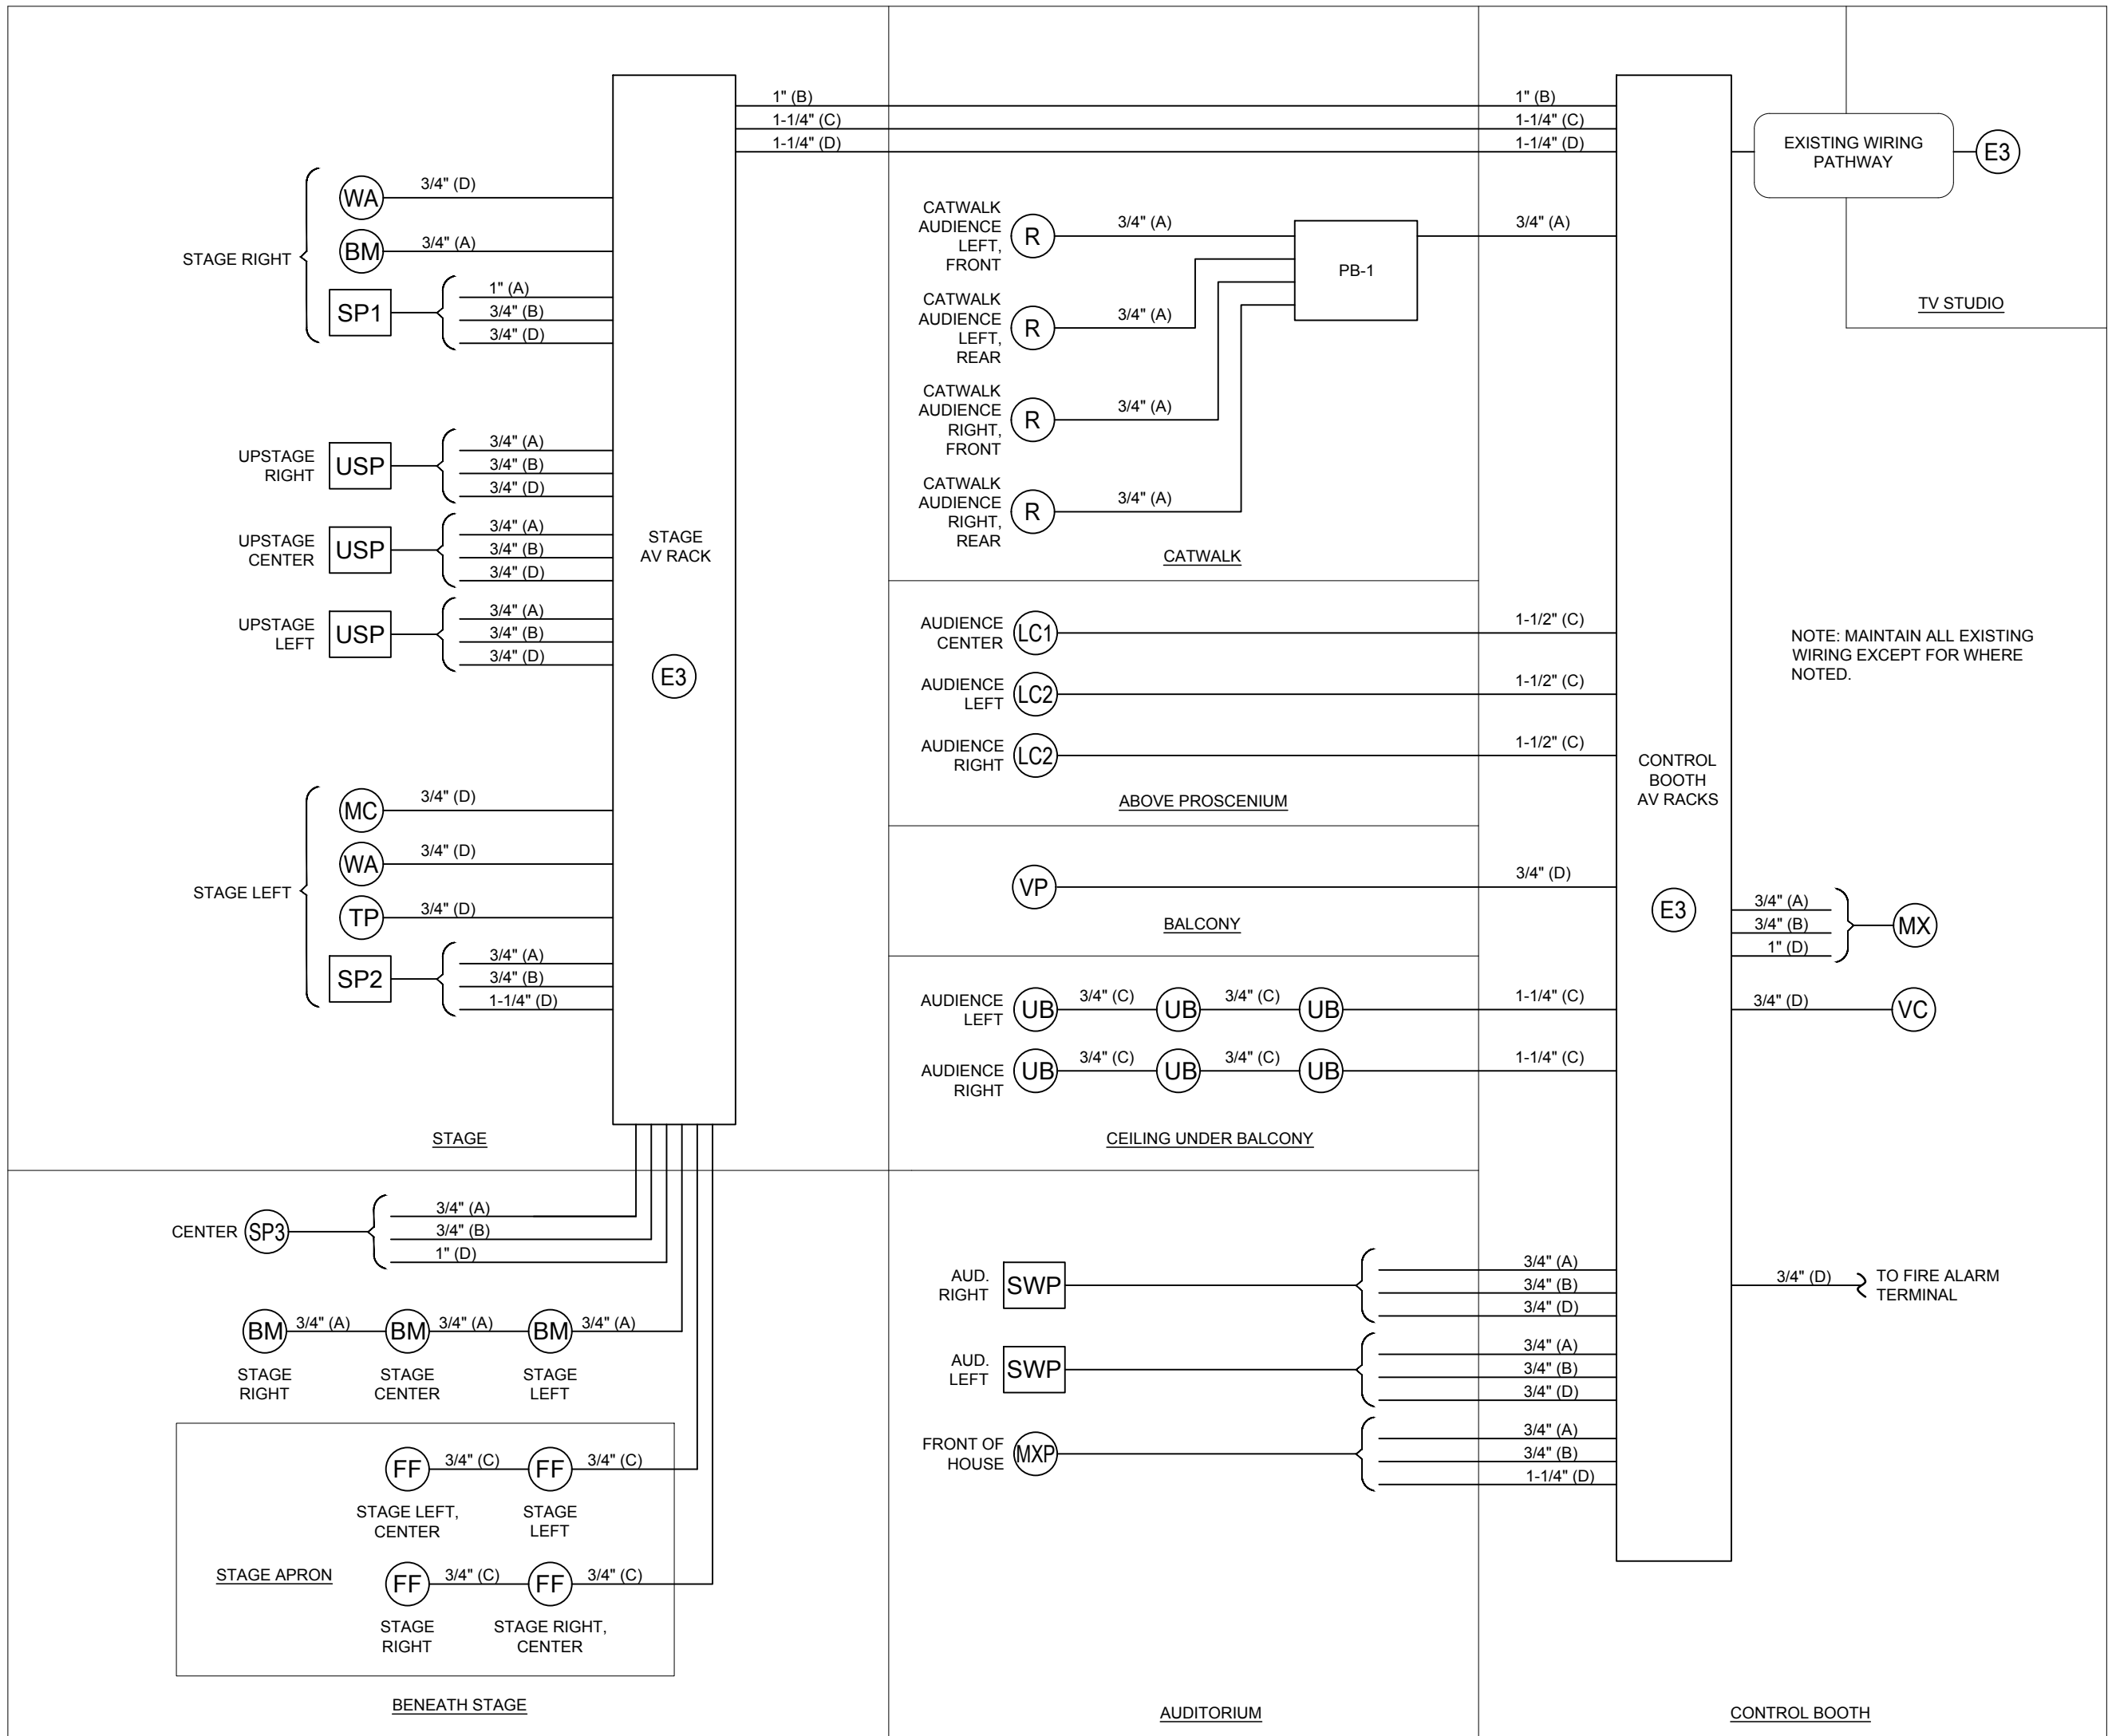 1" (B)
1-1/4" (C)
1-1/4" (D)
1" (B)
1-1/4" (C)
1-1/4" (D)
EXISTING WIRING
PATHWAY
E3
TV STUDIO
STAGE RIGHT
WA
3/4" (D)
BM
3/4" (A)
SP1
1" (A)
3/4" (B)
3/4" (D)
UPSTAGE
RIGHT
USP
3/4" (A)
3/4" (B)
3/4" (D)
UPSTAGE
CENTER
USP
3/4" (A)
3/4" (B)
3/4" (D)
UPSTAGE
LEFT
USP
3/4" (A)
3/4" (B)
3/4" (D)
STAGE
AV RACK
E3
STAGE LEFT
MC
3/4" (D)
WA
3/4" (D)
TP
3/4" (D)
SP2
3/4" (A)
3/4" (B)
1-1/4" (D)
STAGE
CATWALK
AUDIENCE
LEFT,
FRONT
R
3/4" (A)
PB-1
3/4" (A)
CATWALK
AUDIENCE
LEFT,
REAR
R
3/4" (A)
CATWALK
AUDIENCE
RIGHT,
FRONT
R
3/4" (A)
CATWALK
AUDIENCE
RIGHT,
REAR
R
3/4" (A)
CATWALK
AUDIENCE
CENTER
LC1
1-1/2" (C)
AUDIENCE
LEFT
LC2
1-1/2" (C)
AUDIENCE
RIGHT
LC2
1-1/2" (C)
ABOVE PROSCENIUM
VP
3/4" (D)
BALCONY
AUDIENCE
LEFT
UB 3/4" (C) UB 3/4" (C) UB
1-1/4" (C)
AUDIENCE
RIGHT
UB 3/4" (C) UB 3/4" (C) UB
1-1/4" (C)
CEILING UNDER BALCONY
NOTE: MAINTAIN ALL EXISTING
WIRING EXCEPT FOR WHERE
NOTED.
CONTROL
BOOTH
AV RACKS
E3
3/4" (A)
3/4" (B)
1" (D)
MX
3/4" (D)
VC
3/4" (D)
TO FIRE ALARM
TERMINAL
CENTER
SP3
3/4" (A)
3/4" (B)
1" (D)
BM 3/4" (A) BM 3/4" (A) BM 3/4" (A)
STAGE
RIGHT
STAGE
CENTER
STAGE
LEFT
FF 3/4" (C) FF 3/4" (C)
STAGE LEFT,
CENTER
STAGE
LEFT
STAGE APRON
FF 3/4" (C) FF 3/4" (C)
STAGE
RIGHT
STAGE RIGHT,
CENTER
BENEATH STAGE
AUD.
RIGHT
SWP
3/4" (A)
3/4" (B)
3/4" (D)
AUD.
LEFT
SWP
3/4" (A)
3/4" (B)
3/4" (D)
FRONT OF
HOUSE
MXP
3/4" (A)
3/4" (B)
1-1/4" (D)
AUDITORIUM
CONTROL BOOTH